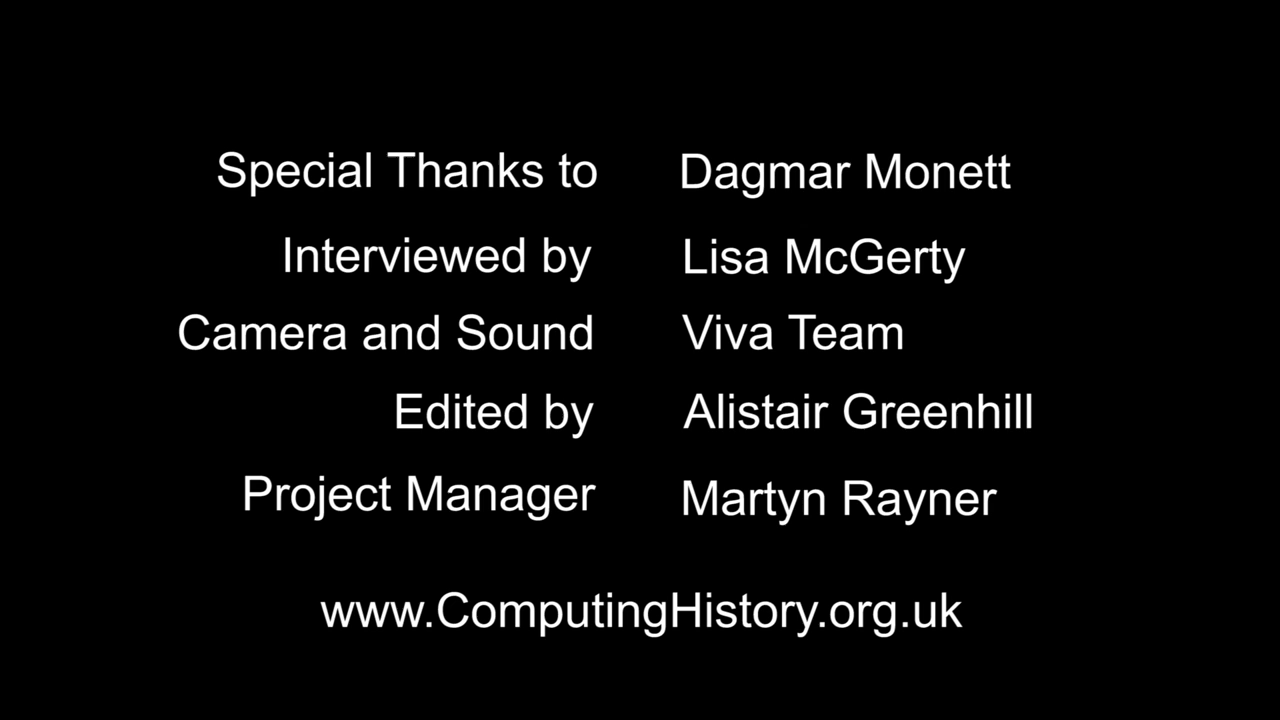 Special Thanks to Dagmar Monett
Interviewed by Lisa McGerty
Camera and Sound Viva Team
Edited by Alistair Greenhill
Project Manager Martyn Rayner
www.ComputingHistory.org.uk